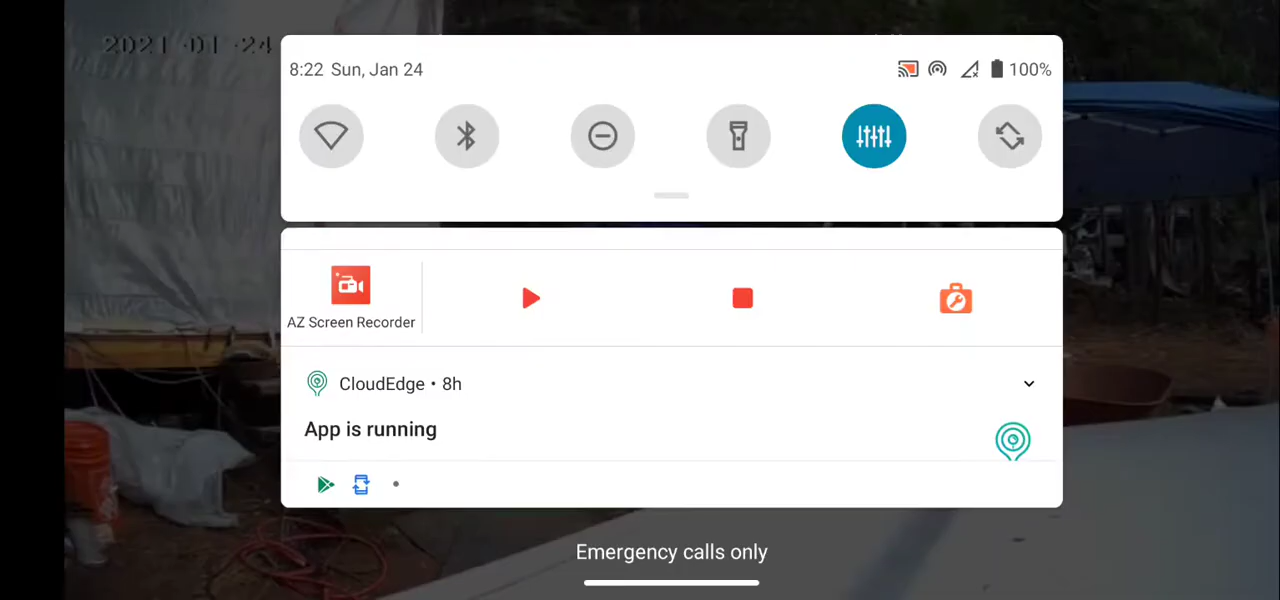 2021-01-24
8:22 Sun, Jan 24
100%
AZ Screen Recorder
CloudEdge • 8h
App is running
Emergency calls only